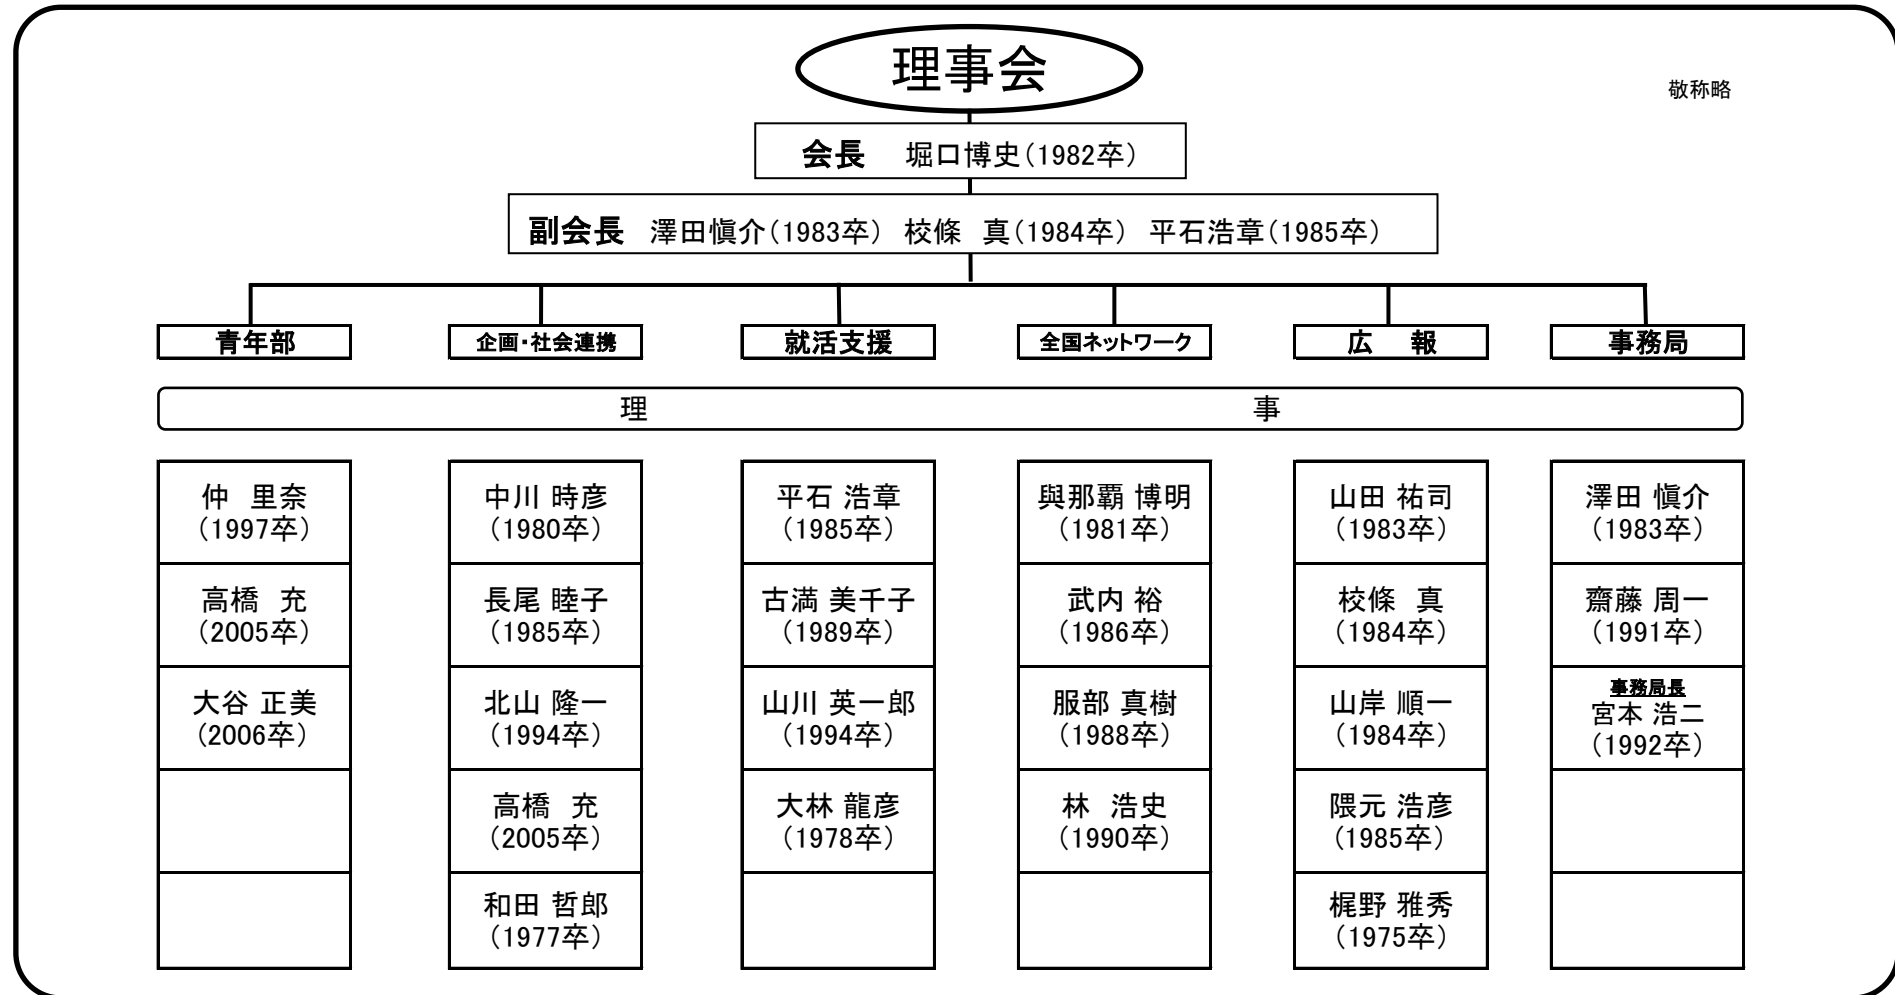 理事会
敬称略
会長 堀口博史（1982卒）
副会長 澤田愼介（1983卒） 校條 真（1984卒） 平石浩章（1985卒）
青年部 企画・社会連携 就活支援 全国ネットワーク 広 報 事務局
理 事
仲 里奈
（1997卒）
高橋 充
（2005卒）
大谷 正美
（2006卒）
中川 時彦
（1980卒）
長尾 睦子
（1985卒）
北山 隆一
（1994卒）
高橋 充
（2005卒）
和田 哲郎
（1977卒）
平石 浩章
（1985卒）
古満 美千子
（1989卒）
山川 英一郎
（1994卒）
大林 龍彦
（1978卒）
與那覇 博明
（1981卒）
武内 裕
（1986卒）
服部 真樹
（1988卒）
林 浩史
（1990卒）
山田 祐司
（1983卒）
校條 真
（1984卒）
山岸 順一
（1984卒）
隈元 浩彦
（1985卒）
梶野 雅秀
（1975卒）
澤田 愼介
（1983卒）
齋藤 周一
（1991卒）
事務局長
宮本 浩二
（1992卒）